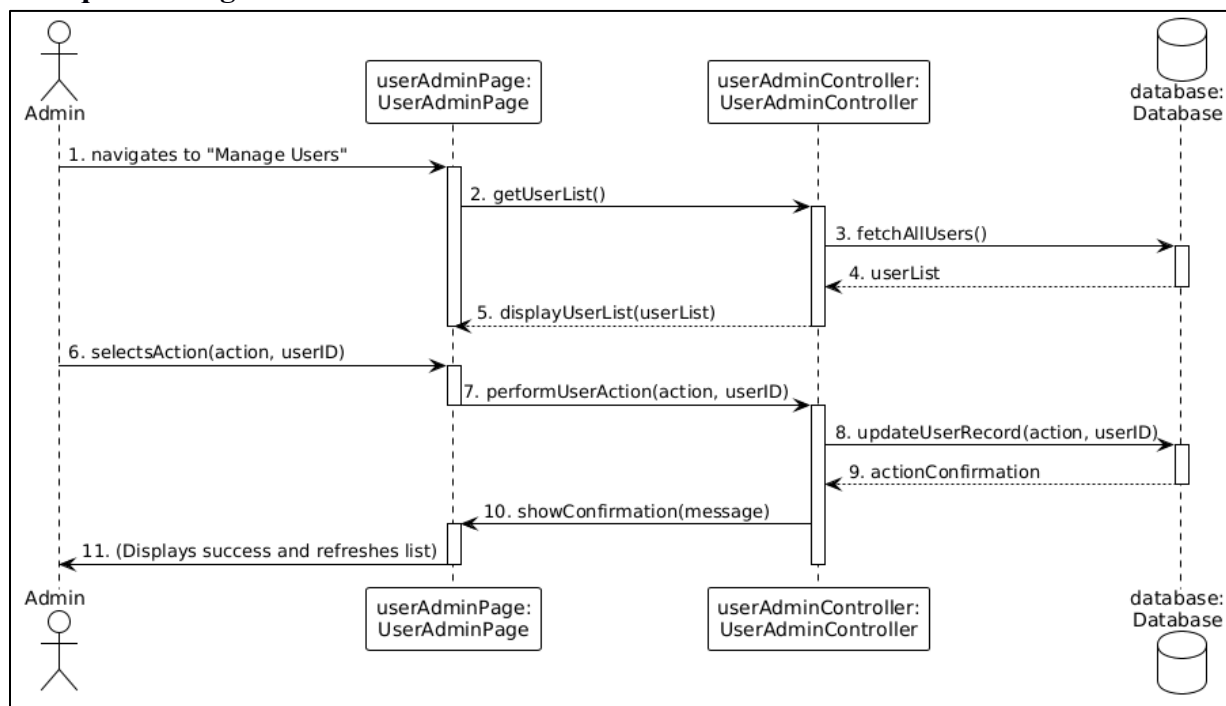 Admin
userAdminPage:
UserAdminPage
userAdminController:
UserAdminController
database:
Database
1. navigates to "Manage Users"
2. getUserList()
3. fetchAllUsers()
4. userList
5. displayUserList(userList)
6. selectsAction(action, userID)
7. performUserAction(action, userID)
8. updateUserRecord(action, userID)
9. actionConfirmation
10. showConfirmation(message)
11. (Displays success and refreshes list)
Admin
userAdminPage:
UserAdminPage
userAdminController:
UserAdminController
database:
Database